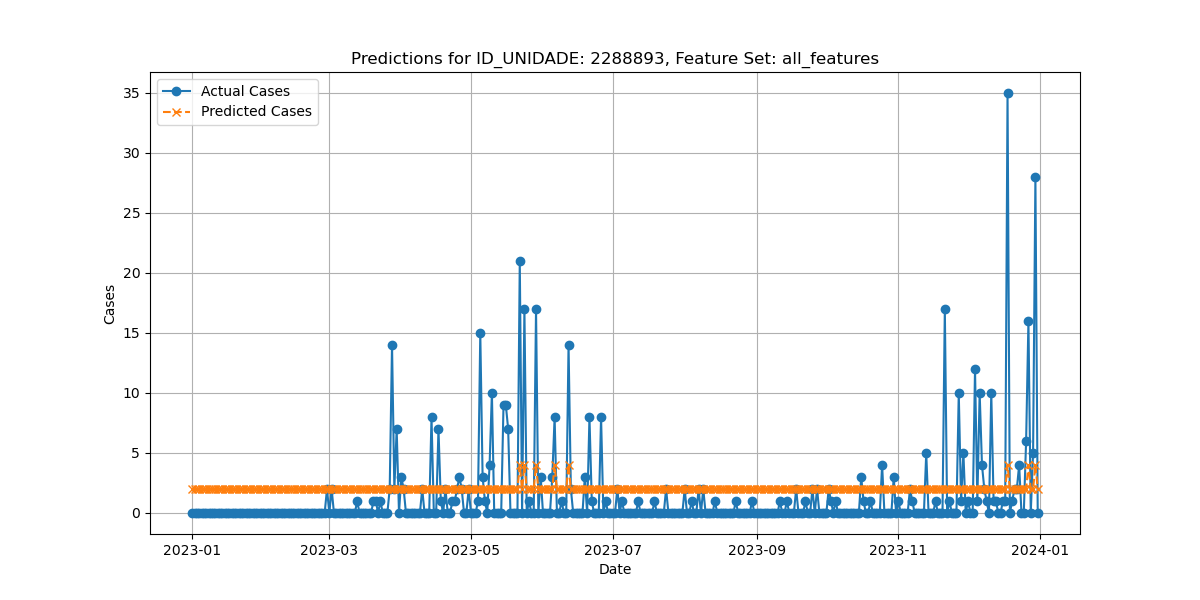 Predictions for ID_UNIDADE: 2288893, Feature Set: all_features
Actual Cases
Predicted Cases
35
30
25
20
15
10
5
0
Cases
2023-01 2023-03 2023-05 2023-07 2023-09 2023-11 2024-01
Date